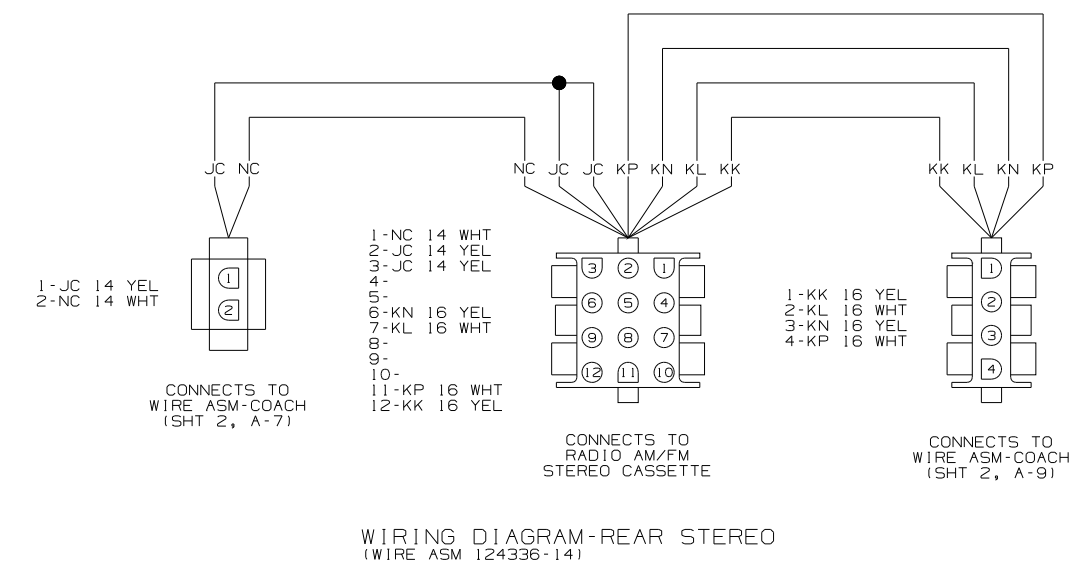 JC NC
NC JC JC KP KN KL KK
KK KL KN KP
1-JC 14 YEL
2-NC 14 WHT
1
2
CONNECTS TO
WIRE ASM-COACH
(SHT 2, A-7)
1-NC 14 WHT
2-JC 14 YEL
3-JC 14 YEL
4-
5-
6-KN 16 YEL
7-KL 16 WHT
8-
9-
10-
11-KP 16 WHT
12-KK 16 YEL
3 2 1
6 5 4
9 8 7
12 11 10
CONNECTS TO
RADIO AM/FM
STEREO CASSETTE
1-KK 16 YEL
2-KL 16 WHT
3-KN 16 YEL
4-KP 16 WHT
1
2
3
4
CONNECTS TO
WIRE ASM-COACH
(SHT 2, A-9)
WIRING DIAGRAM-REAR STEREO
(WIRE ASM 124336-14)